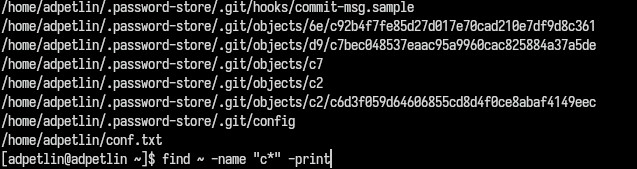 /home/adpetlin/.password-store/.git/hooks/commit-msg.sample
/home/adpetlin/.password-store/.git/objects/6e/c92b4f7fe85d27d017e70cad210e7df9d8c361
/home/adpetlin/.password-store/.git/objects/d9/c7bec048537eaac95a9960cac825884a37a5de
/home/adpetlin/.password-store/.git/objects/c7
/home/adpetlin/.password-store/.git/objects/c2
/home/adpetlin/.password-store/.git/objects/c2/c6d3f059d64606855cd8d4f0ce8abaf4149eec
/home/adpetlin/.password-store/.git/config
/home/adpetlin/conf.txt
[adpetlin@adpetlin ~]$ find ~ -name "c*" -print